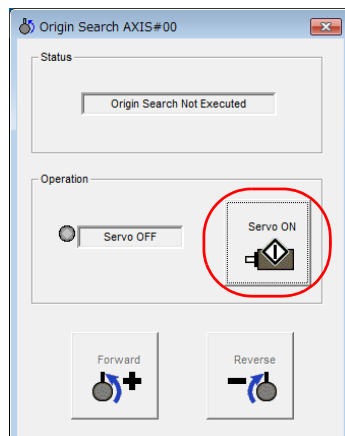 Origin Search AXIS#00
Status
Origin Search Not Executed
Operation
Servo OFF
Servo ON
Forward
Reverse